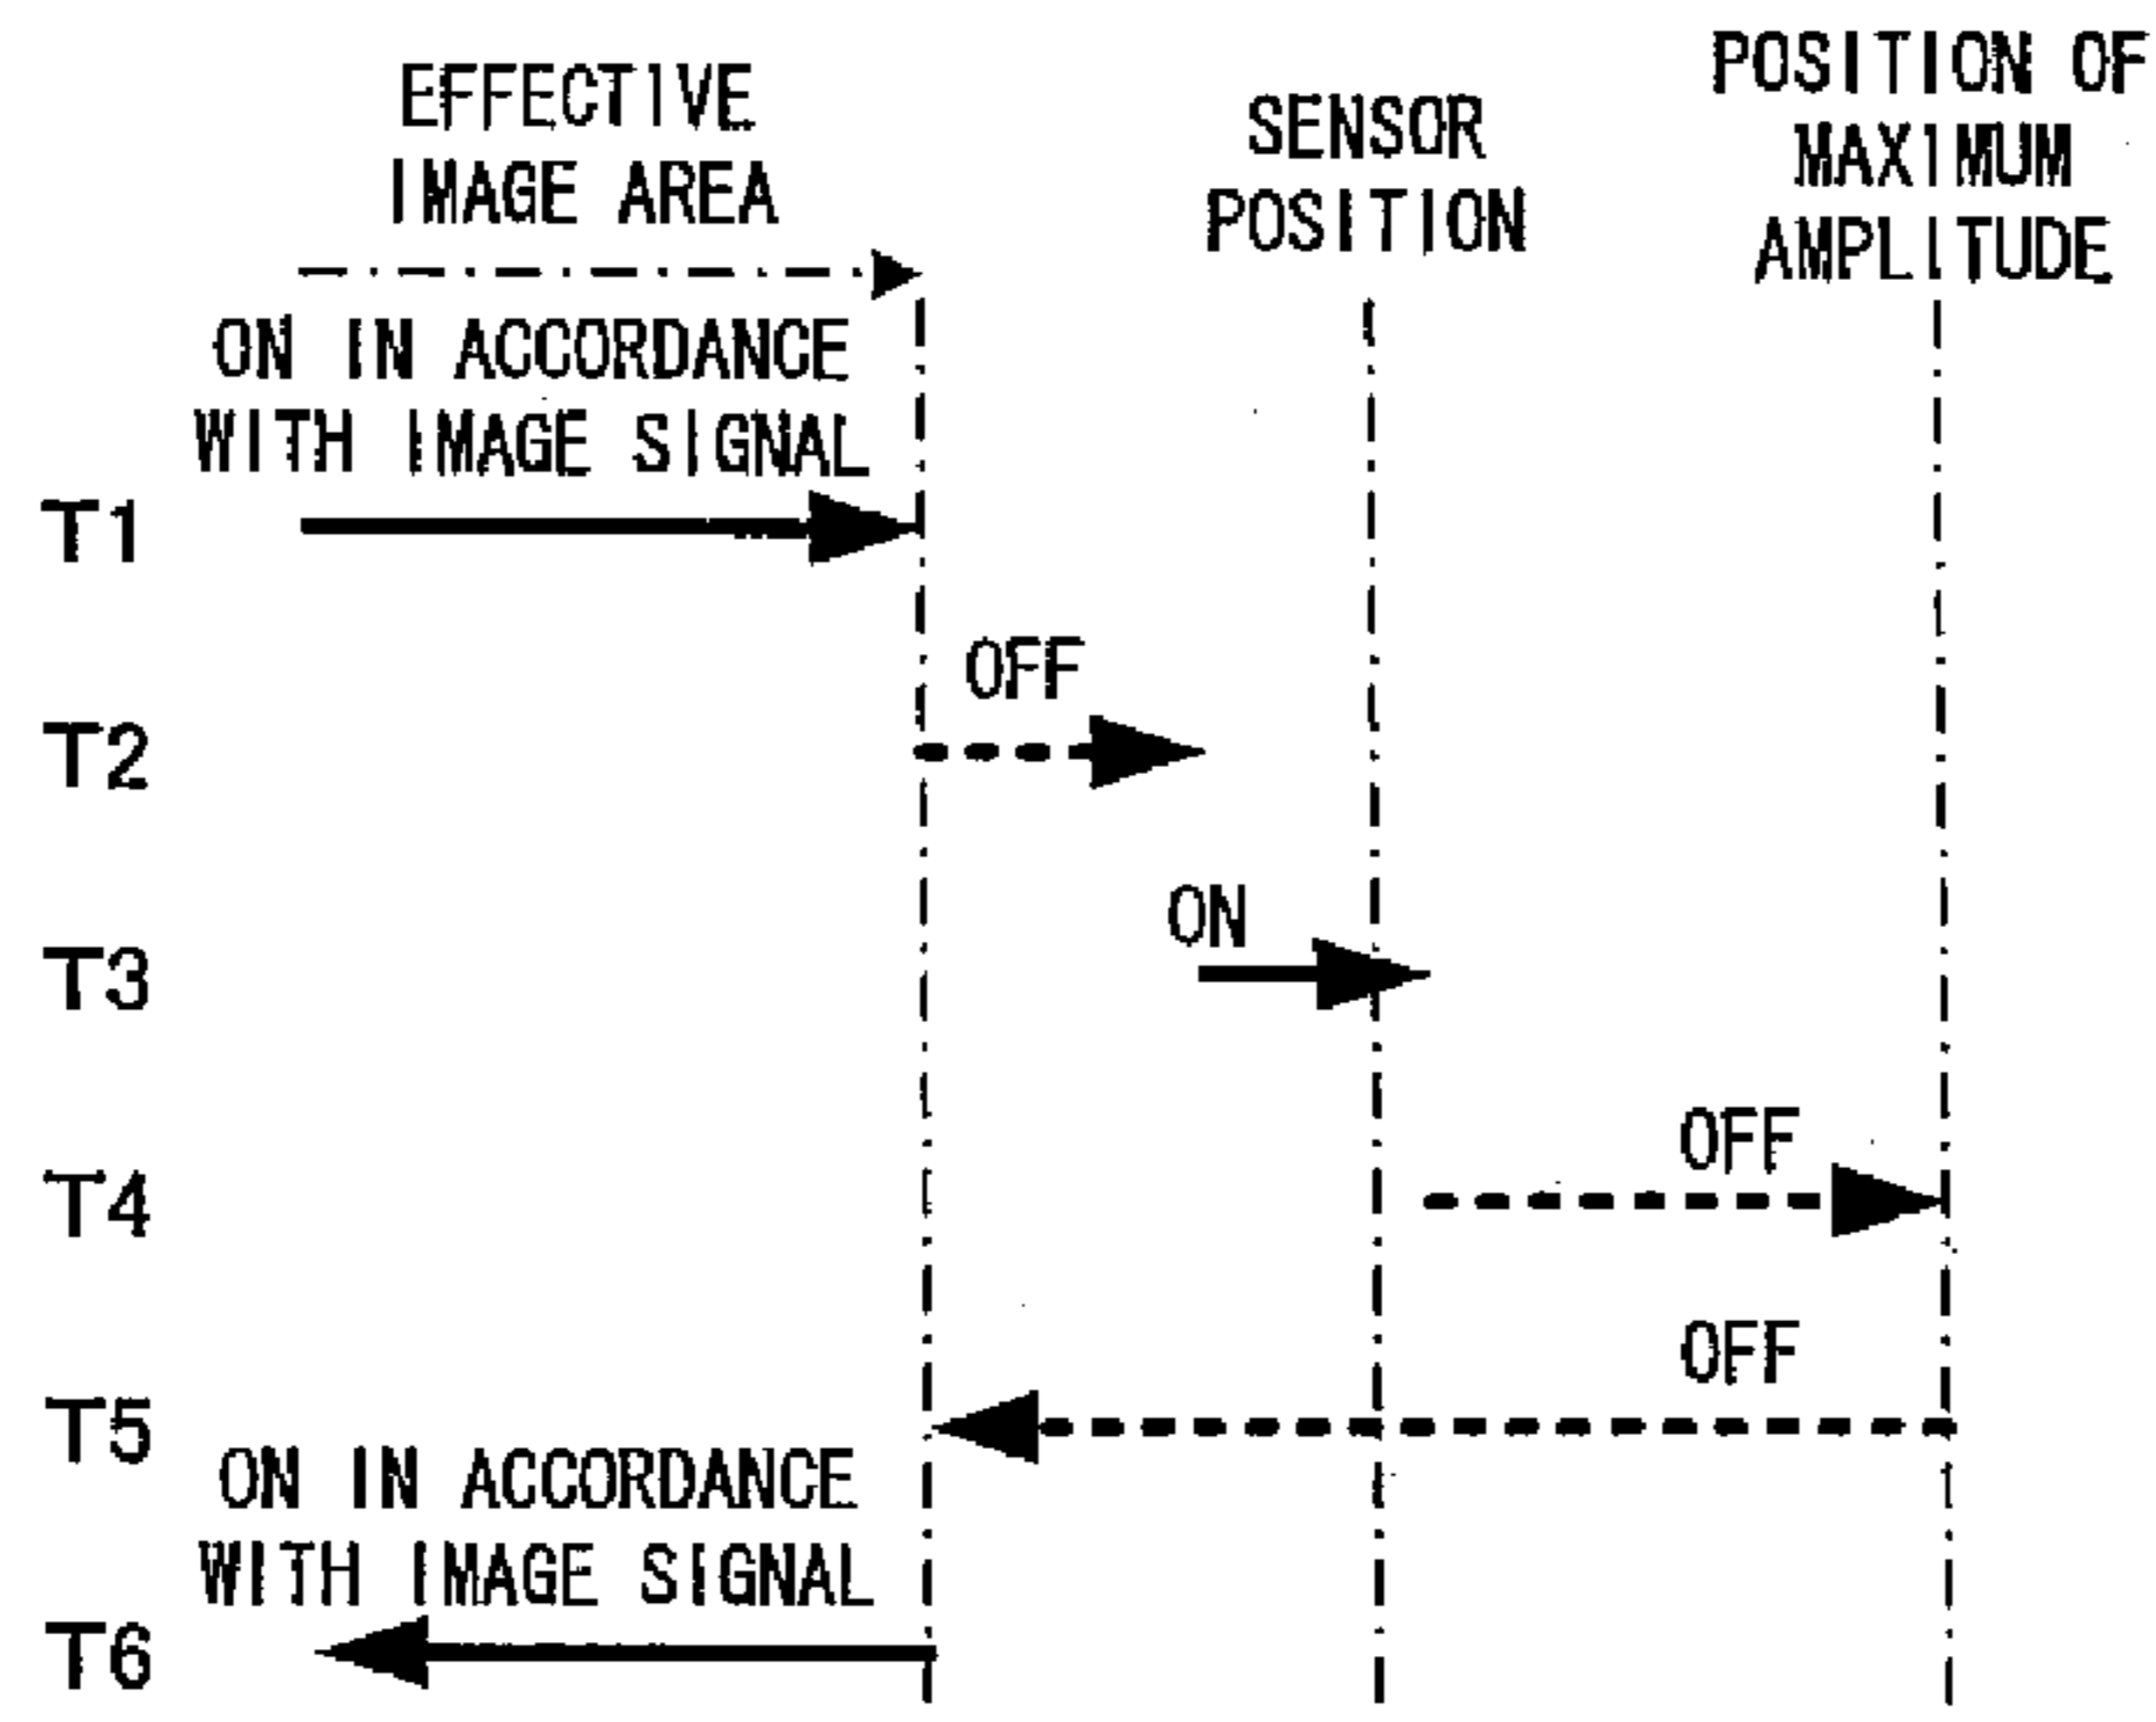 EFFECTIVE
IMAGE AREA
SENSOR
POSITION
POSITION OF
MAXIMUM
AMPLITUDE
ON IN ACCORDANCE
WITH IMAGE SIGNAL
T1
OFF
T2
ON
T3
OFF
T4
OFF
T5
ON IN ACCORDANCE
WITH IMAGE SIGNAL
T6